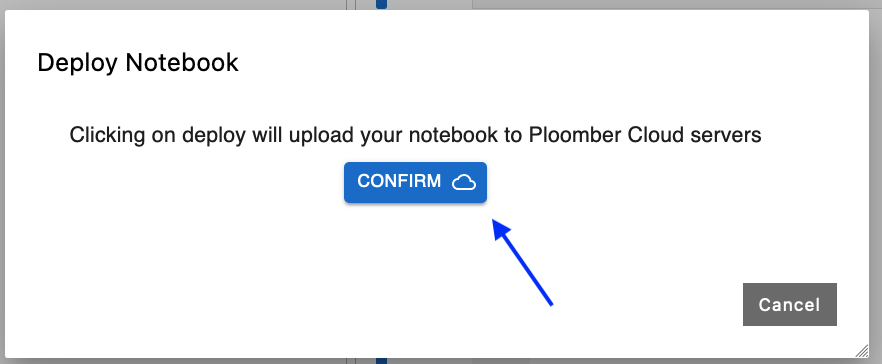 Deploy Notebook
Clicking on deploy will upload your notebook to Ploomber Cloud servers
CONFIRM
Cancel